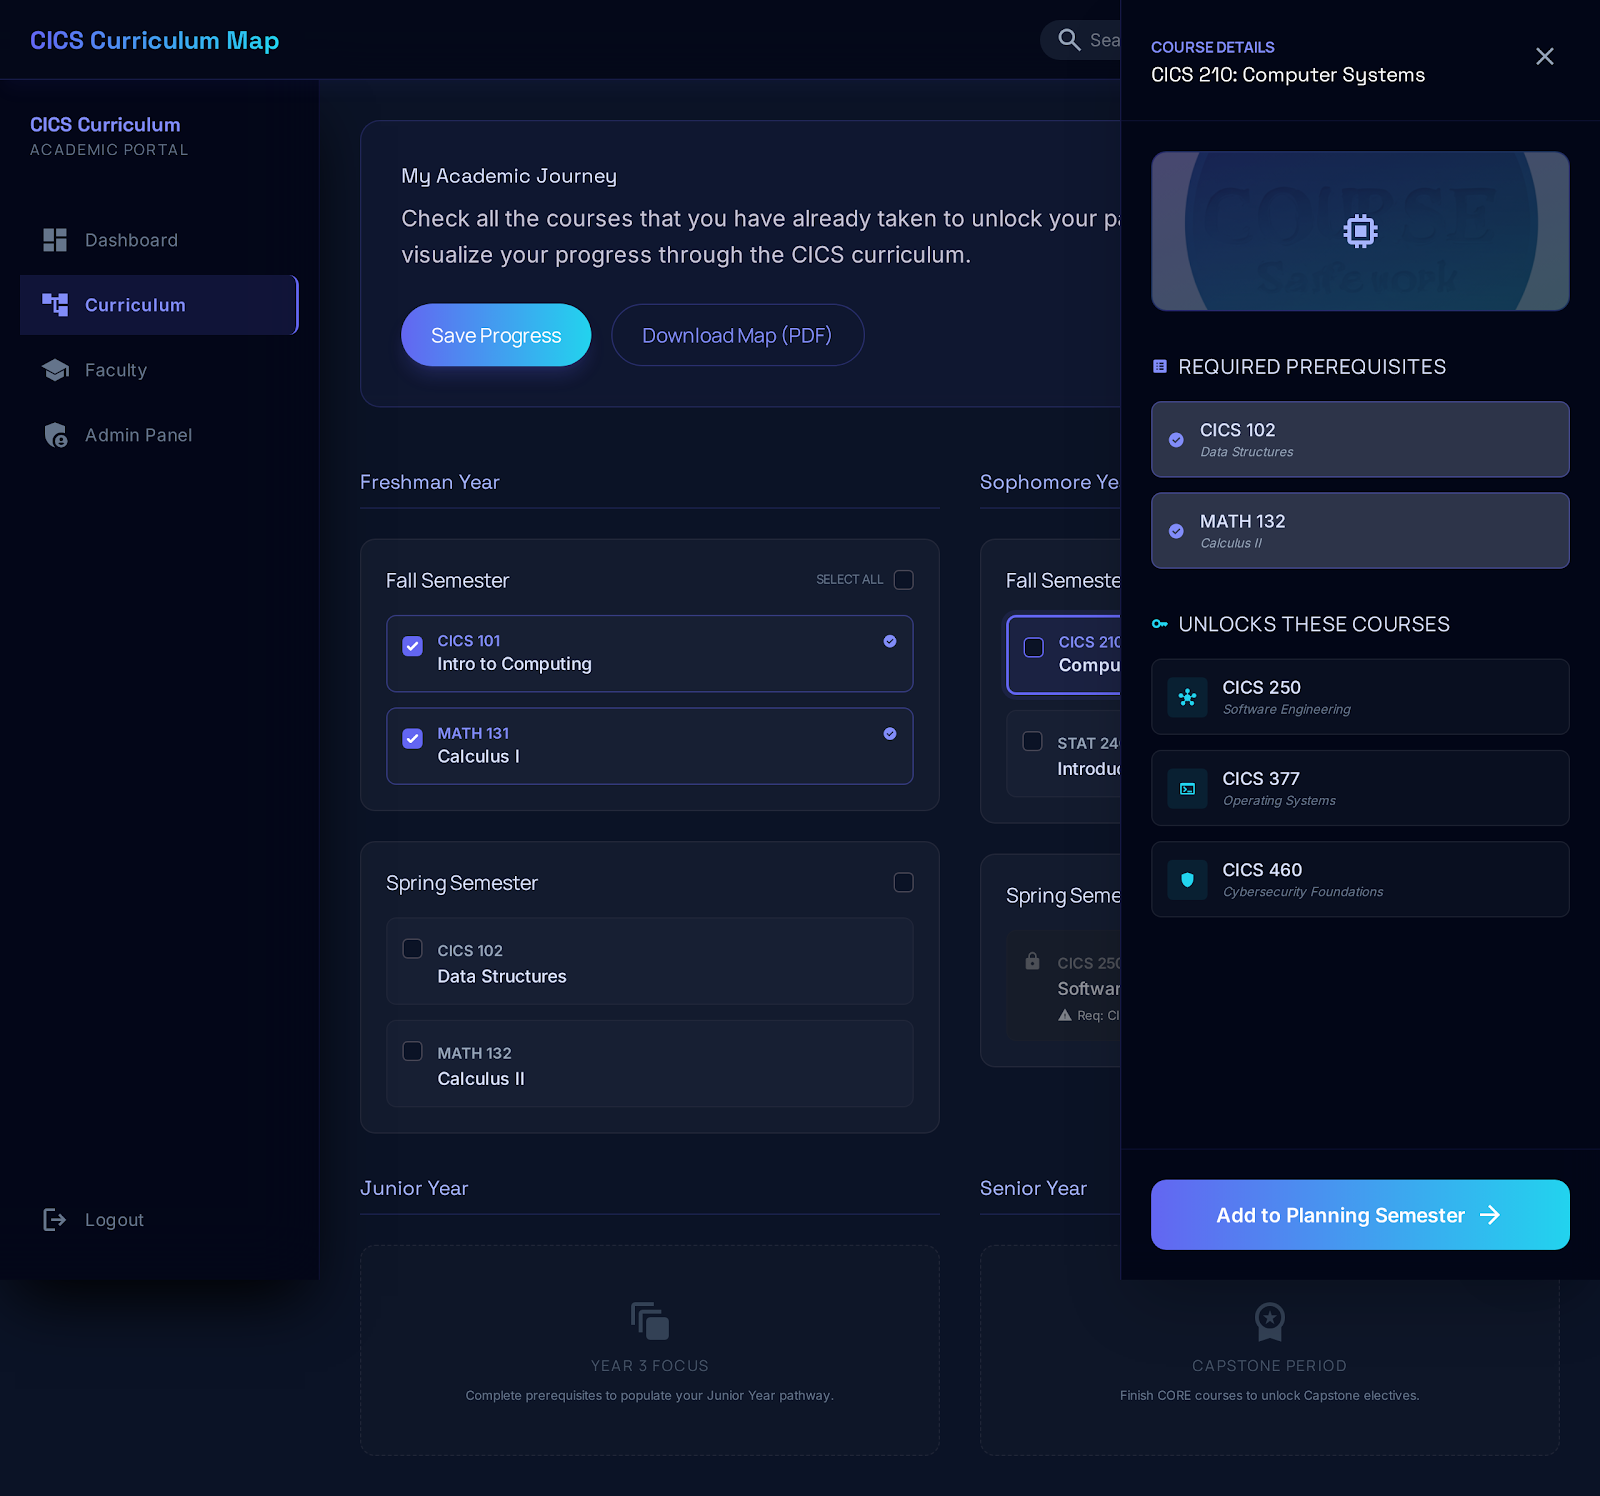 CICS Curriculum Map
Sea
CICS Curriculum
ACADEMIC PORTAL
Dashboard
Curriculum
Faculty
Admin Panel
Logout
My Academic Journey
Check all the courses that you have already taken to unlock your pa
visualize your progress through the CICS curriculum.
Save Progress
Download Map (PDF)
Freshman Year
Fall Semester
SELECT ALL
CICS 101
Intro to Computing
MATH 131
Calculus I
Spring Semester
CICS 102
Data Structures
MATH 132
Calculus II
Sophomore Ye
Fall Semeste
CICS 210
Compu
STAT 24
Introduc
Spring Seme
CICS 250
Softwar
Req: CI
Junior Year
YEAR 3 FOCUS
Complete prerequisites to populate your Junior Year pathway.
Senior Year
CAPSTONE PERIOD
Finish CORE courses to unlock Capstone electives.
COURSE DETAILS
CICS 210: Computer Systems
COURSE
REQUIRED PREREQUISITES
CICS 102
Data Structures
MATH 132
Calculus II
UNLOCKS THESE COURSES
CICS 250
Software Engineering
CICS 377
Operating Systems
CICS 460
Cybersecurity Foundations
Add to Planning Semester